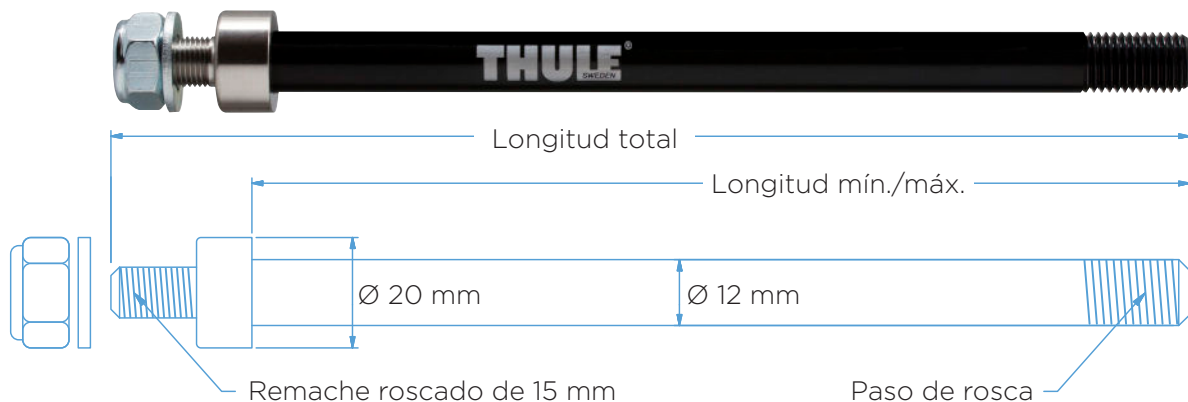 THULE®
SWEDEN
Longitud total
Longitud mín./máx.
Ø 20 mm
Ø 12 mm
Remache roscado de 15 mm
Paso de rosca